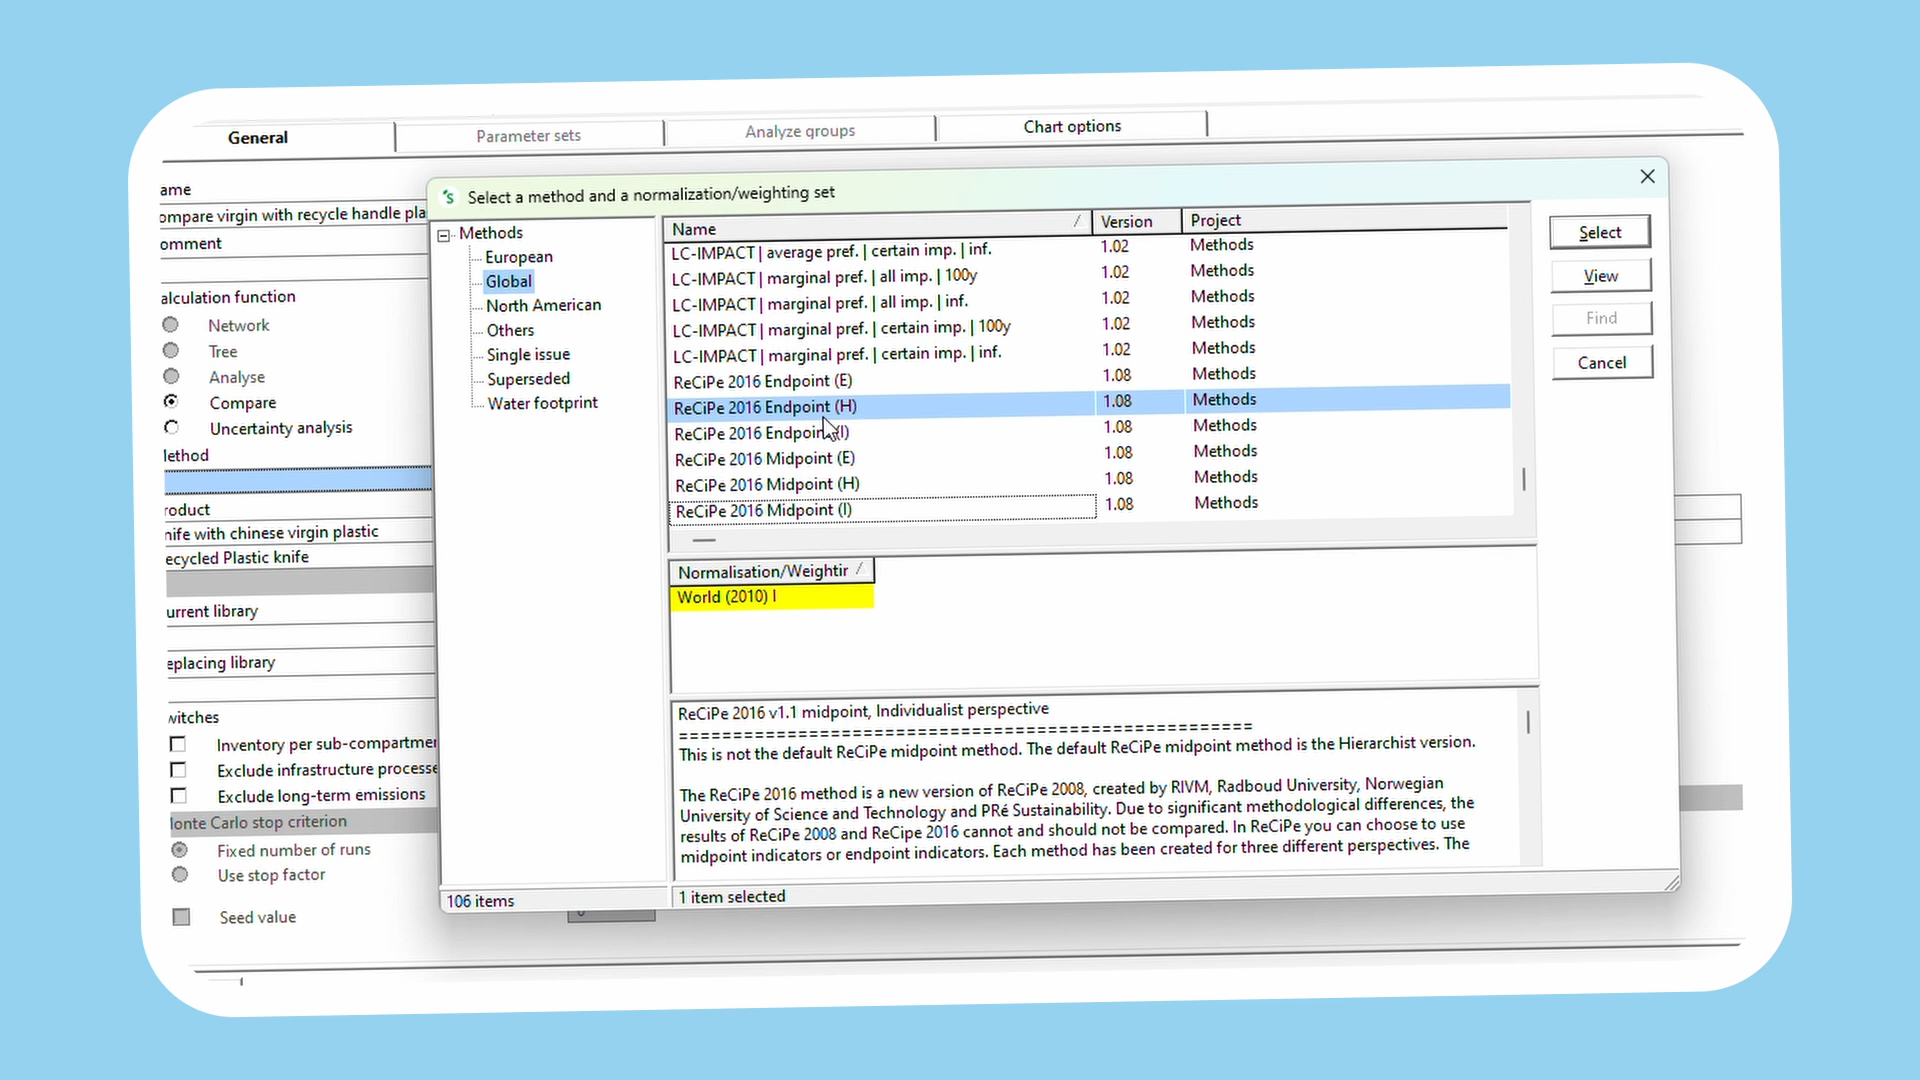 General
Parameter sets
Analyze groups
Chart options
ame
ompare virgin with recycle handle pla
omment
alculation function
Network
Tree
Analyse
Compare
Uncertainty analysis
lethod
roduct
nife with chinese virgin plastic
ecycled Plastic knife
urrent library
eplacing library
witches
Inventory per sub-compartmer
Exclude infrastructure processe
Exclude long-term emissions
Ionte Carlo stop criterion
Fixed number of runs
Use stop factor
Seed value
Select a method and a normalization/weighting set
Methods
European
Global
North American
Others
Single issue
Superseded
Water footprint
106 items
Name / Version Project
LC-IMPACT | average pref. | certain imp. | inf. 1.02 Methods
LC-IMPACT | marginal pref. | all imp. | 100y 1.02 Methods
LC-IMPACT | marginal pref. | all imp. | inf. 1.02 Methods
LC-IMPACT | marginal pref. | certain imp. | 100y 1.02 Methods
LC-IMPACT | marginal pref. | certain imp. | inf. 1.02 Methods
ReCiPe 2016 Endpoint (E) 1.08 Methods
ReCiPe 2016 Endpoint (H) 1.08 Methods
ReCiPe 2016 Endpoint (I) 1.08 Methods
ReCiPe 2016 Midpoint (E) 1.08 Methods
ReCiPe 2016 Midpoint (H) 1.08 Methods
ReCiPe 2016 Midpoint (I) 1.08 Methods
Normalisation/Weightir /
World (2010) I
ReCiPe 2016 v1.1 midpoint, Individualist perspective
=====================================================
This is not the default ReCiPe midpoint method. The default ReCiPe midpoint method is the Hierarchist version.
The ReCiPe 2016 method is a new version of ReCiPe 2008, created by RIVM, Radboud University, Norwegian
University of Science and Technology and PRé Sustainability. Due to significant methodological differences, the
results of ReCiPe 2008 and ReCipe 2016 cannot and should not be compared. In ReCiPe you can choose to use
midpoint indicators or endpoint indicators. Each method has been created for three different perspectives. The
1 item selected
Select
View
Find
Cancel